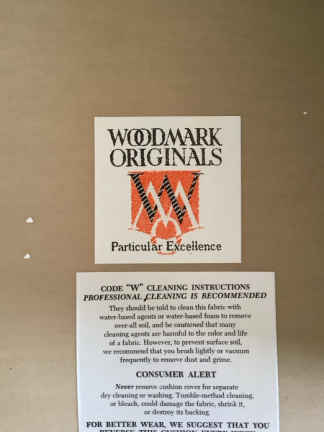 WOODMARK
ORIGINALS
W
Particular Excellence
CODE "W" CLEANING INSTRUCTIONS
PROFESSIONAL CLEANING IS RECOMMENDED
They should be told to clean this fabric with
water-based agents or water-based foam to remove
over-all soil, and be cautioned that many
cleaning agents are harmful to the color and life
of a fabric. However, to prevent surface soil,
we recommend that you brush lightly or vacuum
frequently to remove dust and grime.
CONSUMER ALERT
Never remove cushion cover for separate
dry cleaning or washing. Tumble-method cleaning,
or bleach, could damage the fabric, shrink it,
or destroy its backing.
FOR BETTER WEAR, WE SUGGEST THAT YOU
REVERSE THIS CUSHION EVERY WEEK